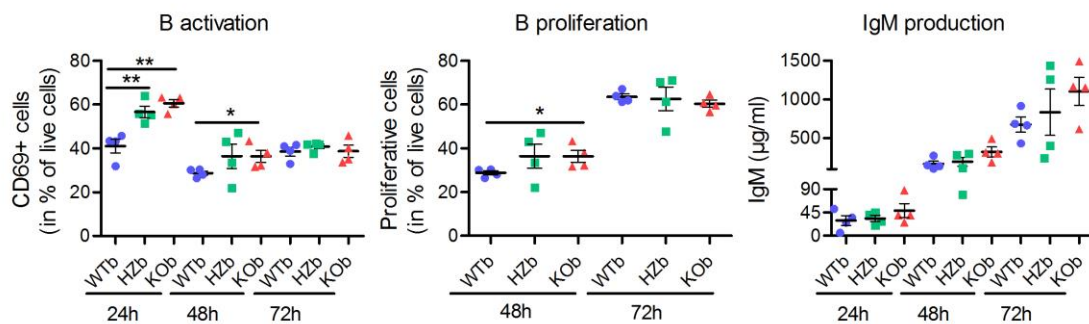 B activation
CD69+ cells
(in % of live cells)
80
60
40
20
0
**
**
*
WTb HZb KOb WTb HZb KOb WTb HZb KOb
24h 48h 72h
B proliferation
Proliferative cells
(in % of live cells)
80
60
40
20
0
*
WTb HZb KOb WTb HZb KOb
48h 72h
IgM production
IgM (µg/ml)
1500
1000
500
90
45
0
WTb HZb KOb WTb HZb KOb WTb HZb KOb
24h 48h 72h